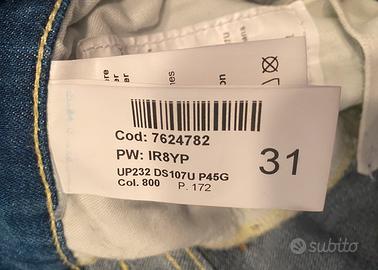 Cod: 7624782
PW: IR8YP
31
UP232 DS107U P45G
Col. 800 P. 172
subito